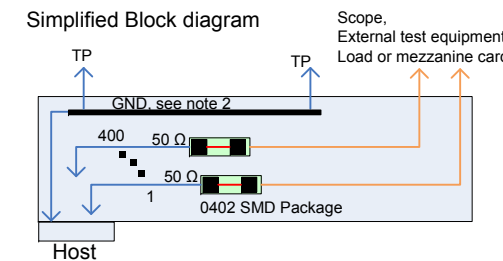 Simplified Block diagram
Scope,
External test equipment
Load or mezzanine card
TP
TP
GND, see note 2
400
50 Ω
50 Ω
1
0402 SMD Package
Host